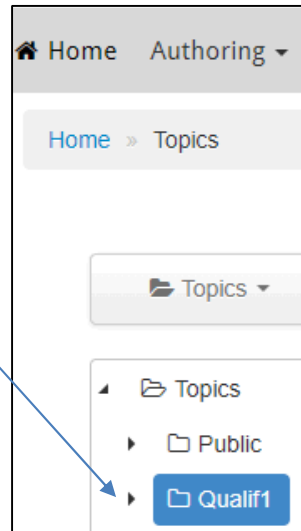 Home Authoring
Home » Topics
Topics
Topics
Public
Qualif1